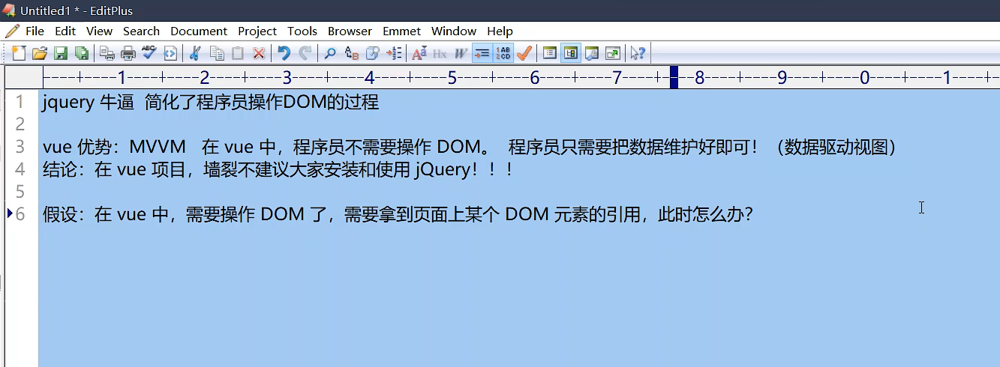 Untitled1 * - EditPlus
File Edit View Search Document Project Tools Browser Emmet Window Help
ABC A B Aa Hx W 1 AB 2 CD ?
----+----1----+----2----+----3----+----4----+----5----+----6----+----7----+----8----+----9----+----0----+----1----+--
1 jquery 牛逼 简化了程序员操作DOM的过程
2
3 vue 优势：MVVM 在 vue 中，程序员不需要操作 DOM。 程序员只需要把数据维护好即可！（数据驱动视图）
4 结论：在 vue 项目，墙裂不建议大家安装和使用 jQuery！！！
5
6 假设：在 vue 中，需要操作 DOM 了，需要拿到页面上某个 DOM 元素的引用，此时怎么办？